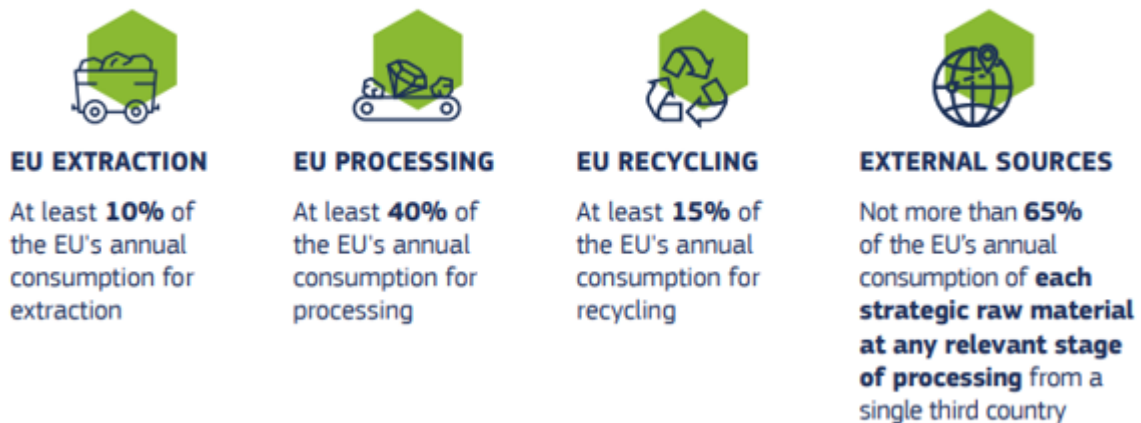 EU EXTRACTION
At least 10% of
the EU's annual
consumption for
extraction
EU PROCESSING
At least 40% of
the EU's annual
consumption for
processing
EU RECYCLING
At least 15% of
the EU's annual
consumption for
recycling
EXTERNAL SOURCES
Not more than 65%
of the EU's annual
consumption of each
strategic raw material
at any relevant stage
of processing from a
single third country